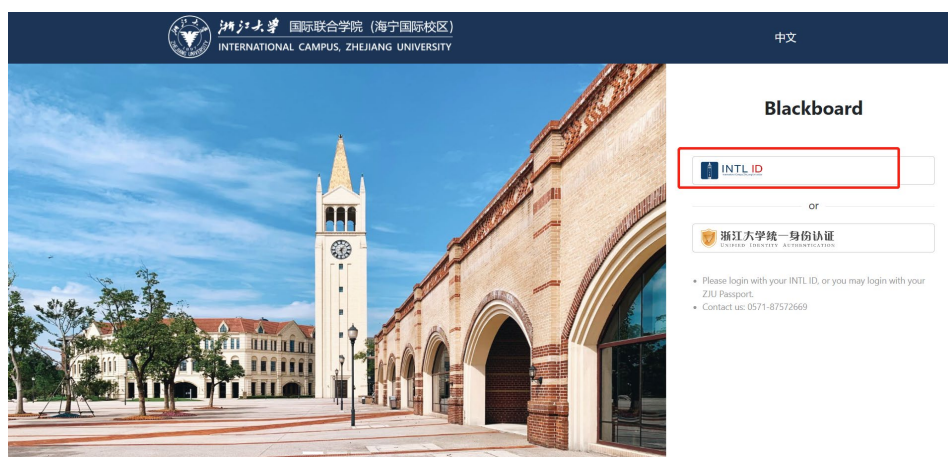 浙江大学 国际联合学院（海宁国际校区）
INTERNATIONAL CAMPUS, ZHEJIANG UNIVERSITY
中文
Blackboard
INTL ID
or
浙江大学统一身份认证
UNIFIED IDENTITY AUTHENTICATION
Please login with your INTL ID, or you may login with your
ZJU Passport.
Contact us: 0571-87572669